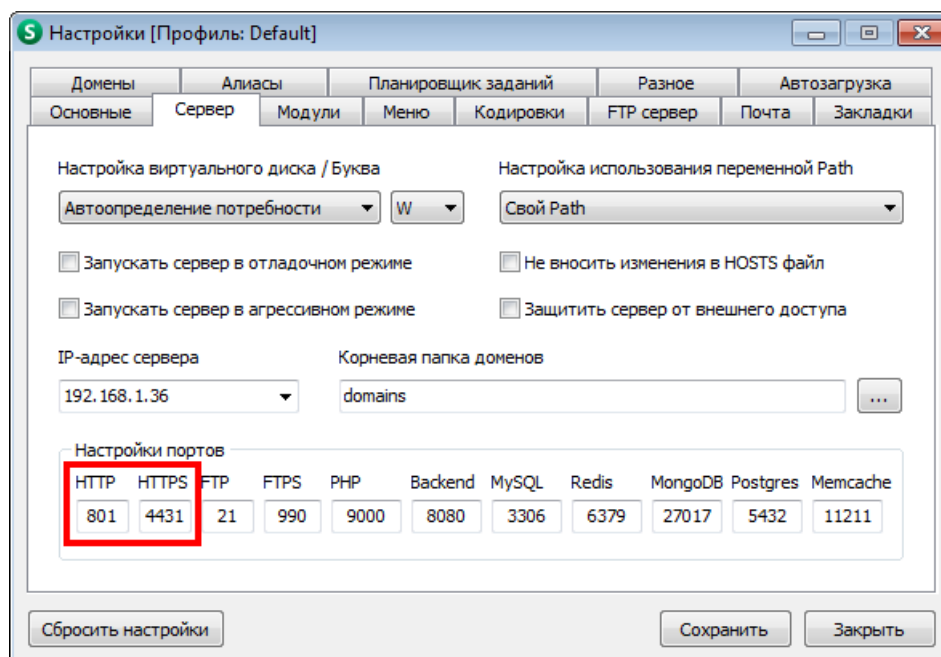 S Настройки [Профиль: Default]
Домены Алиасы Планировщик заданий Разное Автозагрузка
Основные Сервер Модули Меню Кодировки FTP сервер Почта Закладки
Настройка виртуального диска / Буква Настройка использования переменной Path
Автоопределение потребности W Свой Path
Запускать сервер в отладочном режиме Не вносить изменения в HOSTS файл
Запускать сервер в агрессивном режиме Защитить сервер от внешнего доступа
IP-адрес сервера Корневая папка доменов
192.168.1.36 domains ...
Настройки портов
HTTP HTTPS FTP FTPS PHP Backend MySQL Redis MongoDB Postgres Memcache
801 4431 21 990 9000 8080 3306 6379 27017 5432 11211
Сбросить настройки Сохранить Закрыть